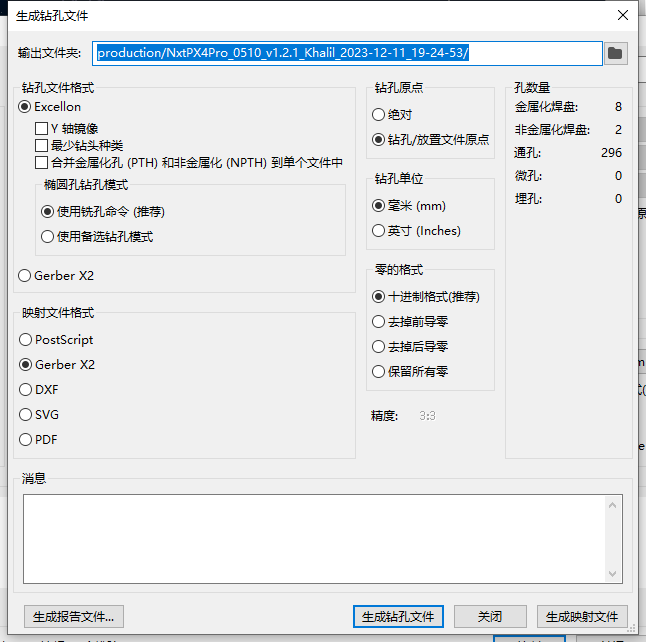 生成钻孔文件
输出文件夹: production/NxtPX4Pro_0510_v1.2.1_Khalil_2023-12-11_19-24-53/
钻孔文件格式
Excellon
Y 轴镜像
最少钻头种类
合并金属化孔 (PTH) 和非金属化 (NPTH) 到单个文件中
椭圆孔钻孔模式
使用铣孔命令 (推荐)
使用备选钻孔模式
Gerber X2
映射文件格式
PostScript
Gerber X2
DXF
SVG
PDF
钻孔原点
绝对
钻孔/放置文件原点
钻孔单位
毫米 (mm)
英寸 (Inches)
零的格式
十进制格式(推荐)
去掉前导零
去掉后导零
保留所有零
精度: 3:3
孔数量
金属化焊盘: 8
非金属化焊盘: 2
通孔: 296
微孔: 0
埋孔: 0
消息
生成报告文件... 生成钻孔文件 关闭 生成映射文件